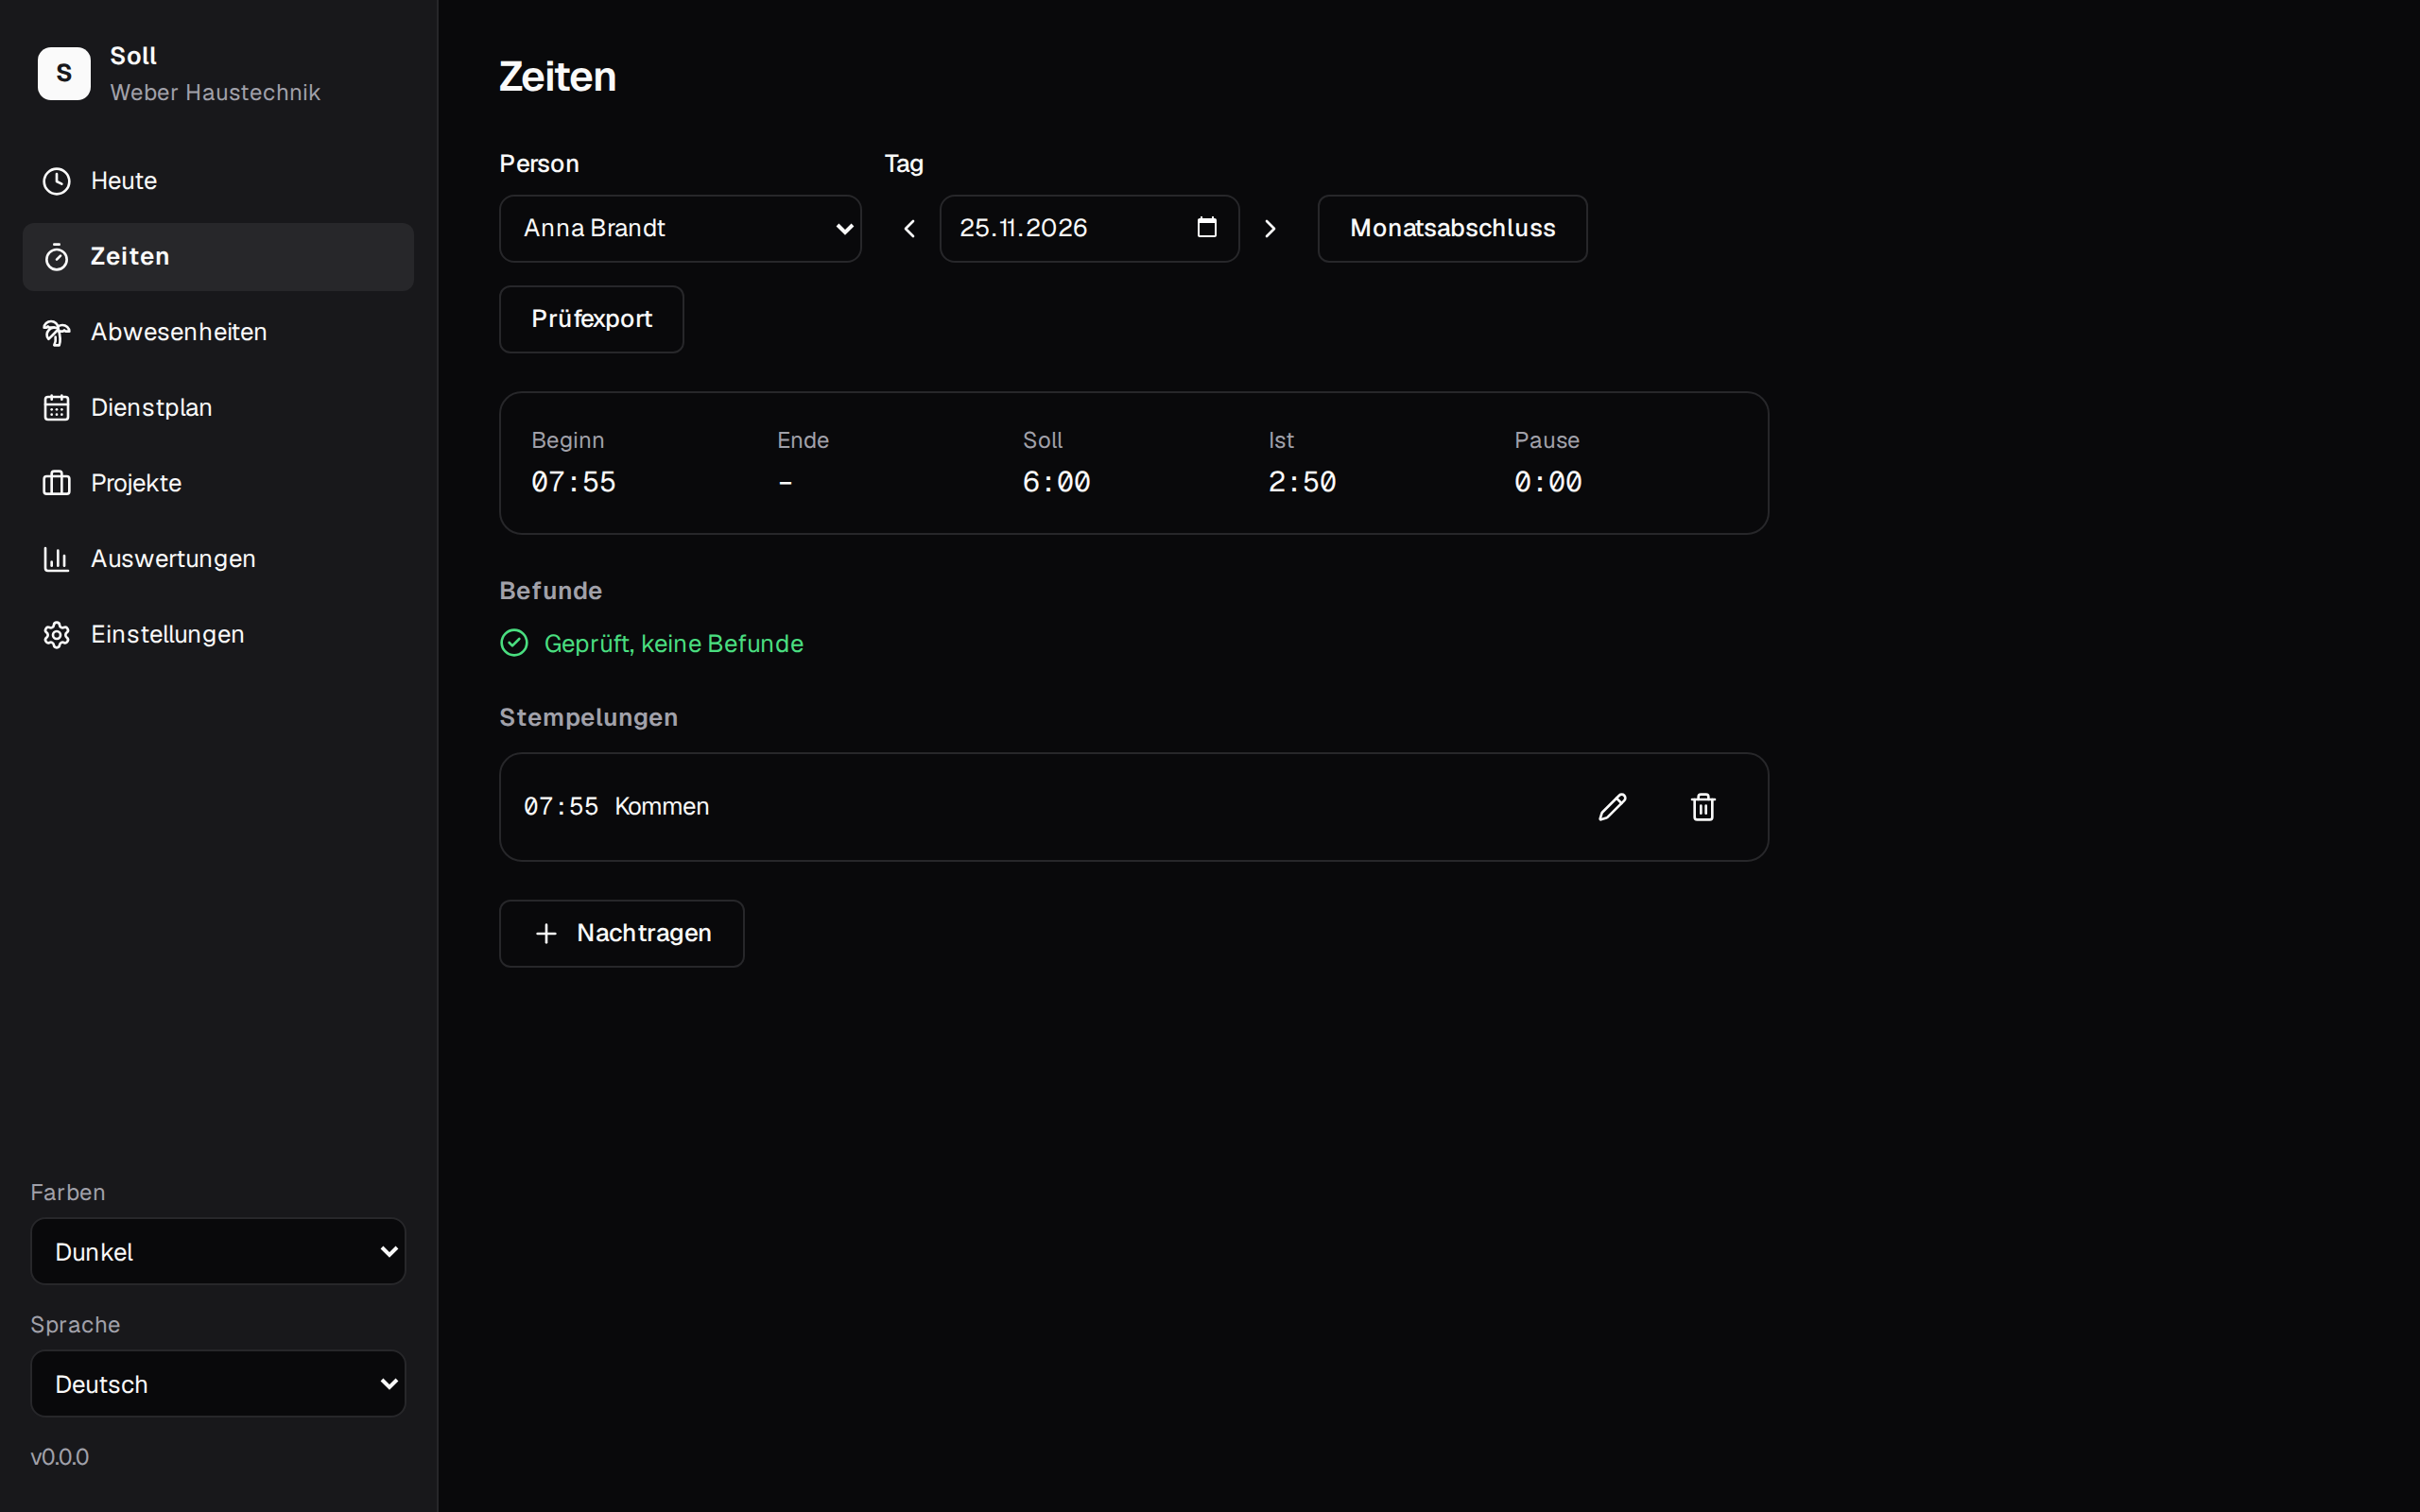 S
Soll
Weber Haustechnik
Heute
Zeiten
Abwesenheiten
Dienstplan
Projekte
Auswertungen
Einstellungen
Farben
Dunkel
Sprache
Deutsch
v0.0.0
Zeiten
Person
Tag
Anna Brandt
25.11.2026
Monatsabschluss
Prüfexport
Beginn
07:55
Ende
-
Soll
6:00
Ist
2:50
Pause
0:00
Befunde
Geprüft, keine Befunde
Stempelungen
07:55 Kommen
Nachtragen